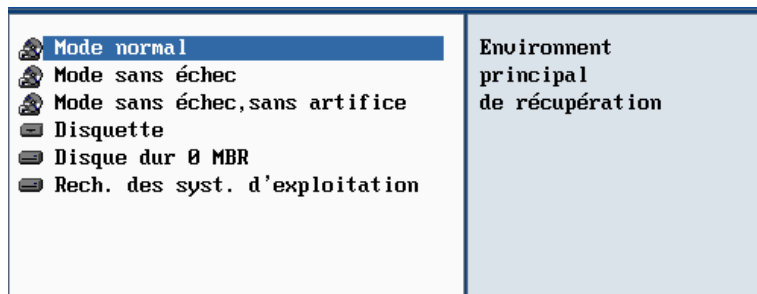 Mode normal
Mode sans échec
Mode sans échec,sans artifice
Disquette
Disque dur 0 MBR
Rech. des syst. d'exploitation
Environnent
principal
de récupération